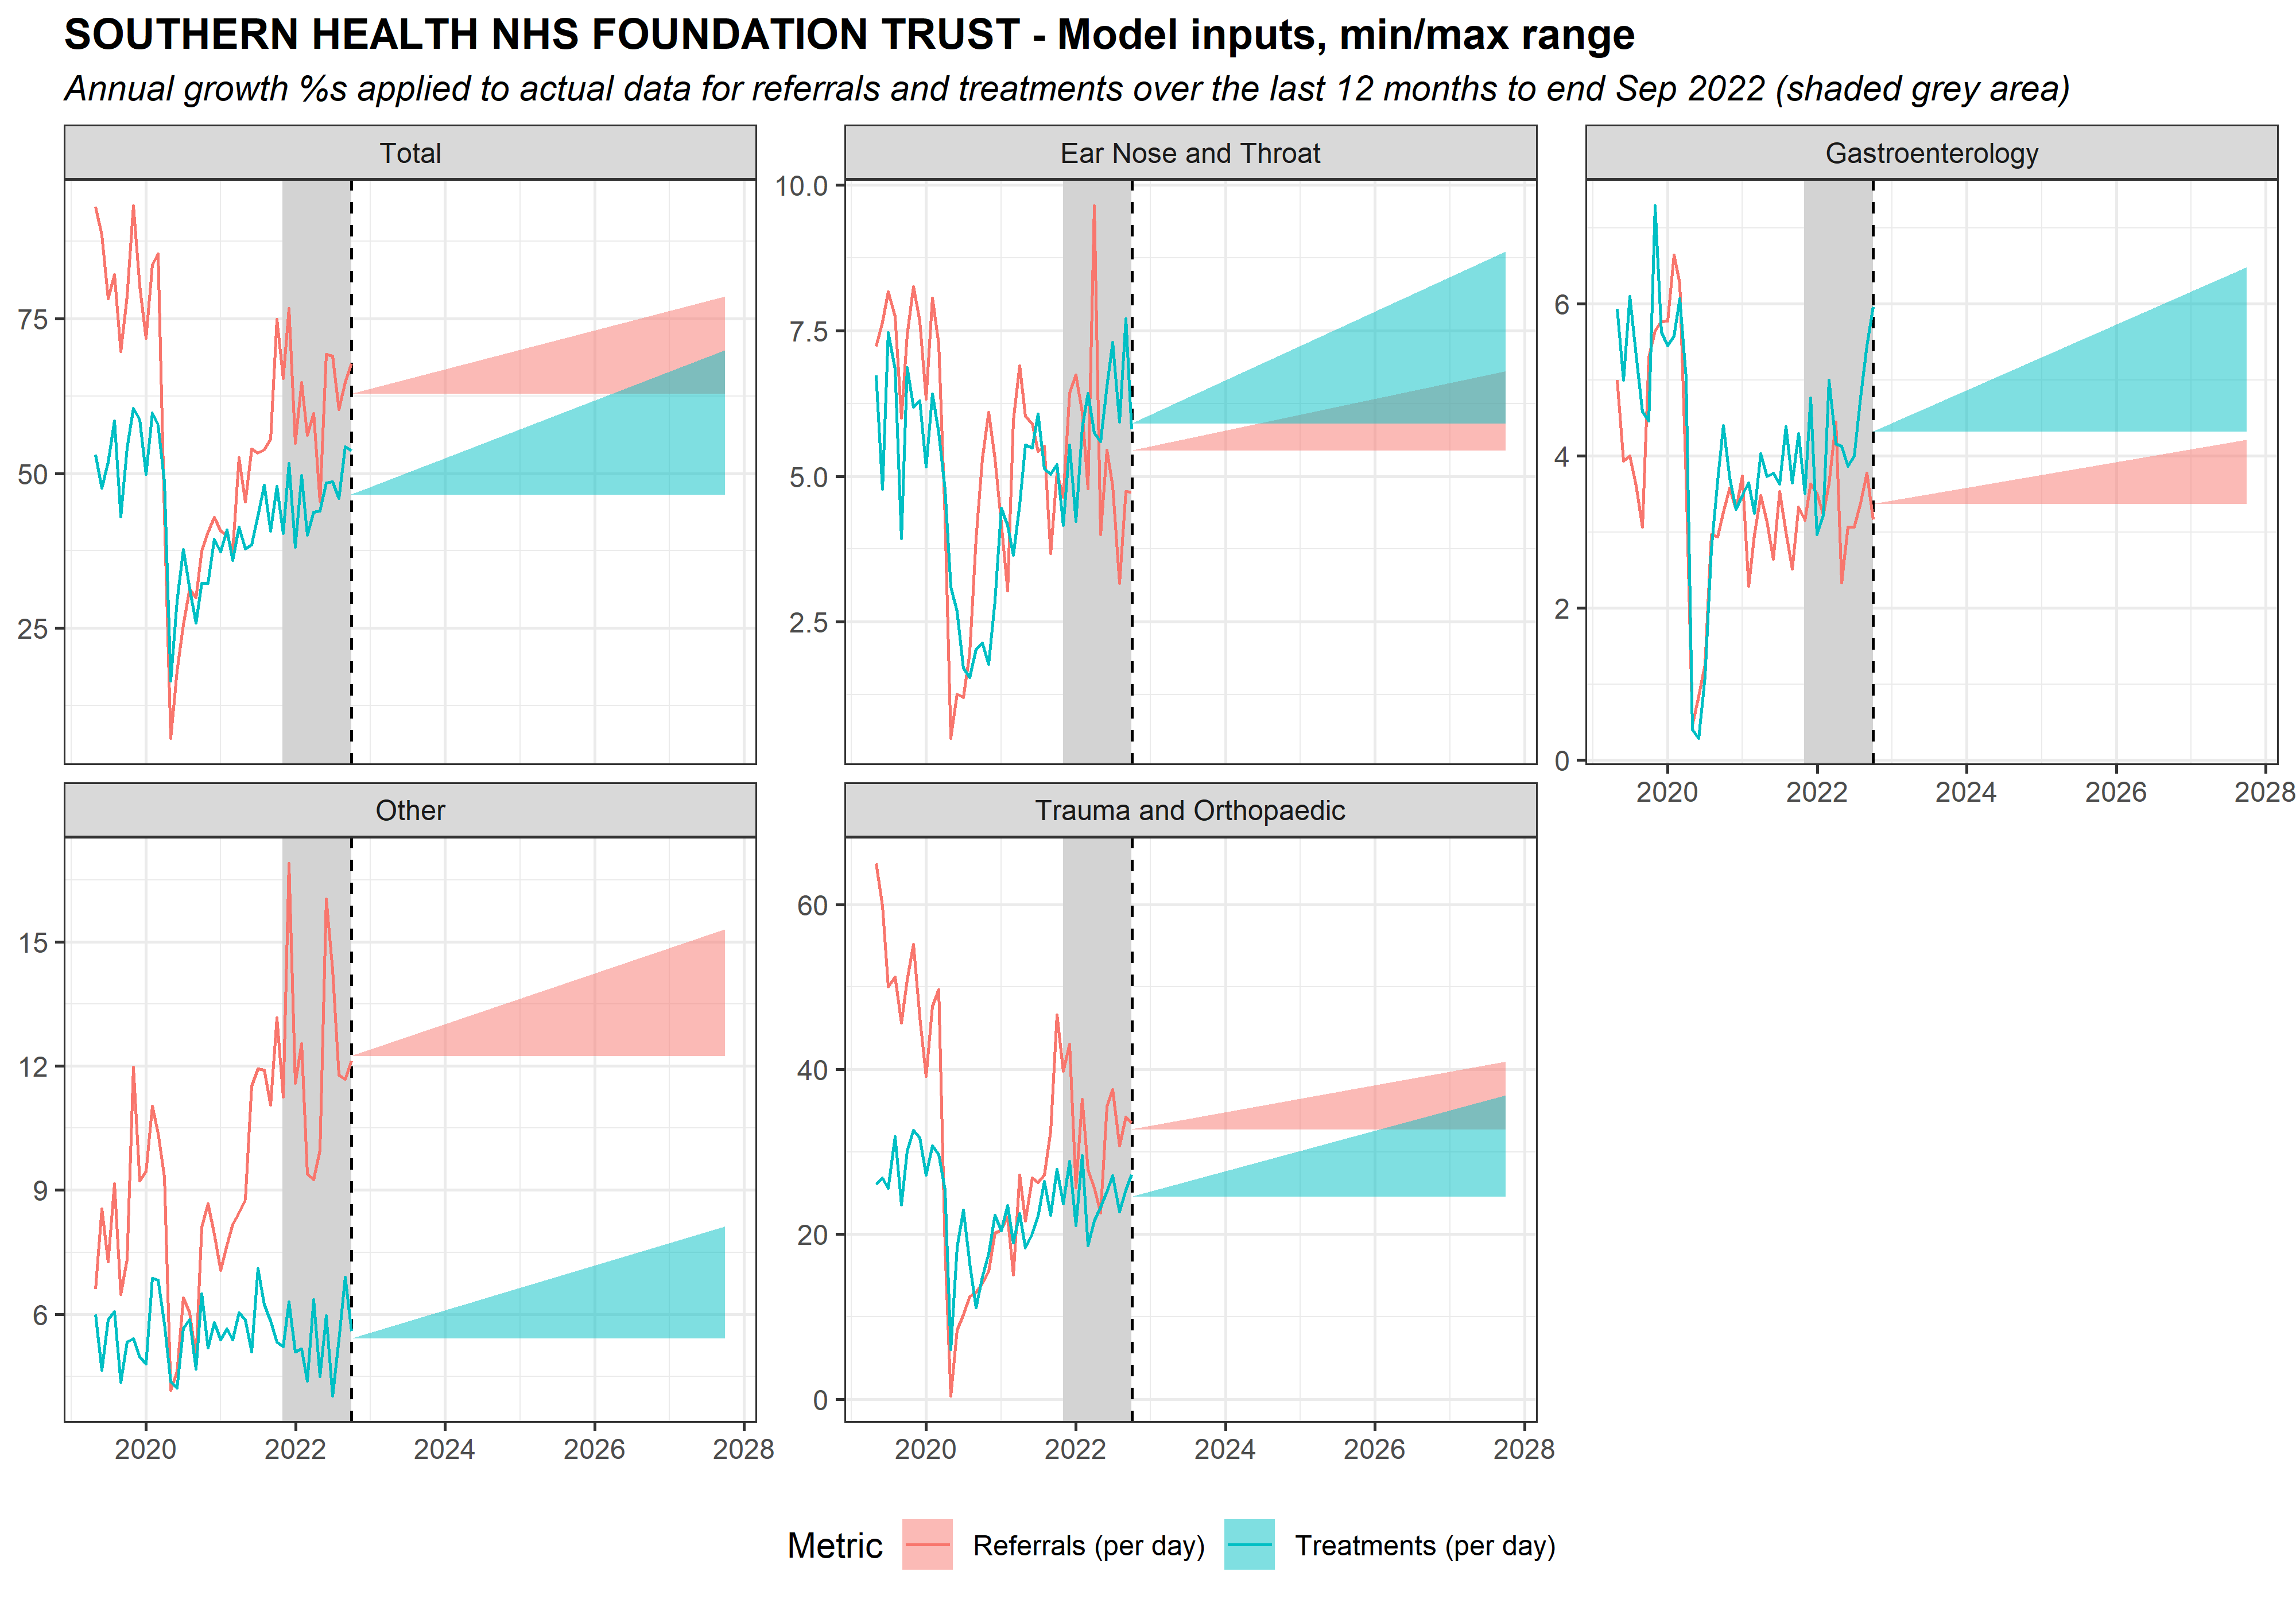 SOUTHERN HEALTH NHS FOUNDATION TRUST - Model inputs, min/max range
Annual growth %s applied to actual data for referrals and treatments over the last 12 months to end Sep 2022 (shaded grey area)
Total
75
50
25
Ear Nose and Throat
10.0
7.5
5.0
2.5
Gastroenterology
6
4
2
0
2020 2022 2024 2026 2028
Other
15
12
9
6
2020 2022 2024 2026 2028
Trauma and Orthopaedic
60
40
20
0
2020 2022 2024 2026 2028
Metric Referrals (per day) Treatments (per day)